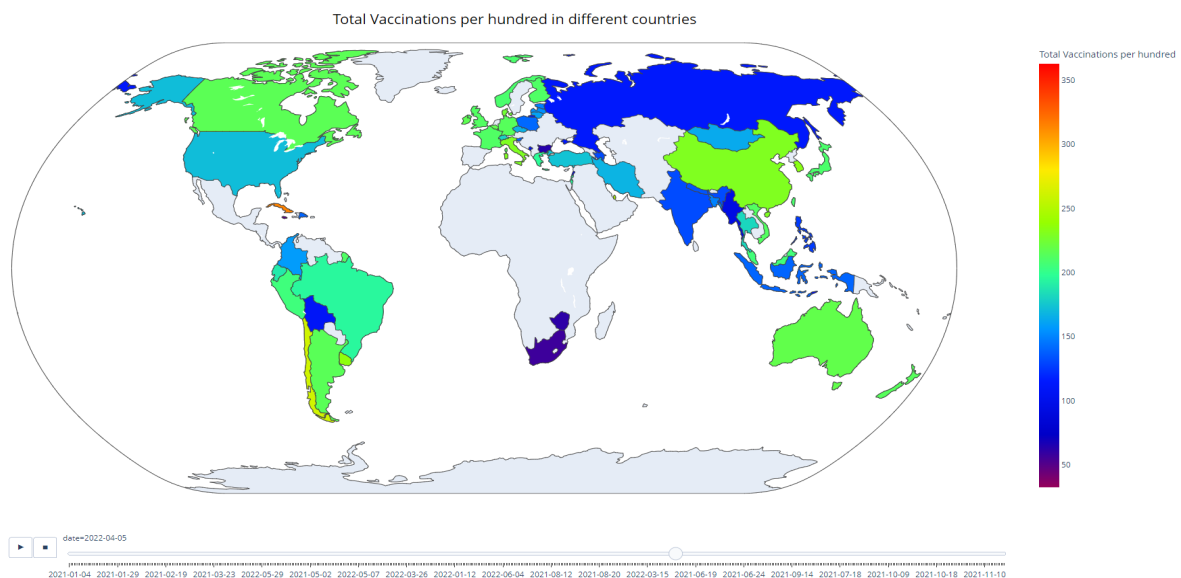 Total Vaccinations per hundred in different countries
Total Vaccinations per hundred
350
300
250
200
150
100
50
date=2022-04-05
2021-01-04 2021-01-29 2021-02-19 2021-03-23 2022-05-29 2021-05-02 2022-05-07 2022-03-26 2022-01-12 2022-06-04 2021-08-12 2021-08-20 2022-03-15 2021-06-19 2021-06-24 2021-09-14 2021-07-18 2021-10-09 2021-10-18 2021-11-10